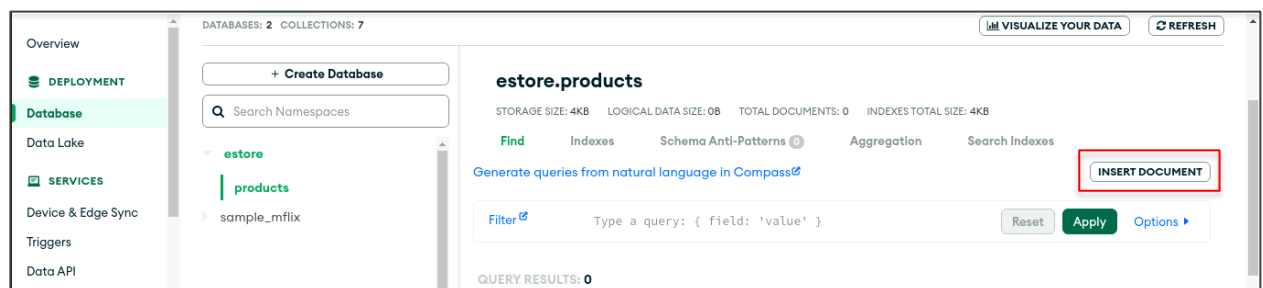 DATABASES: 2 COLLECTIONS: 7
VISUALIZE YOUR DATA
REFRESH
Overview
DEPLOYMENT
Database
Data Lake
SERVICES
Device & Edge Sync
Triggers
Data API
+ Create Database
Search Namespaces
estore
products
sample_mflix
estore.products
STORAGE SIZE: 4KB LOGICAL DATA SIZE: 0B TOTAL DOCUMENTS: 0 INDEXES TOTAL SIZE: 4KB
Find Indexes Schema Anti-Patterns 0 Aggregation Search Indexes
Generate queries from natural language in Compass
INSERT DOCUMENT
Filter Type a query: { field: 'value' } Reset Apply Options
QUERY RESULTS: 0